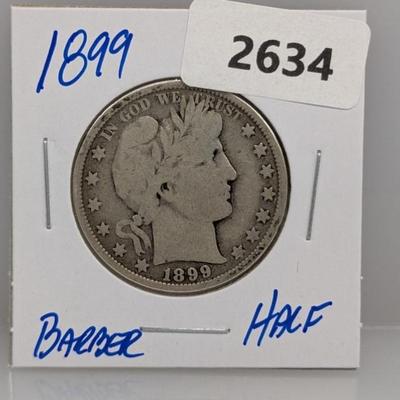 1899
2634
IN GOD WE TRUST
1899
BARBER
HALF